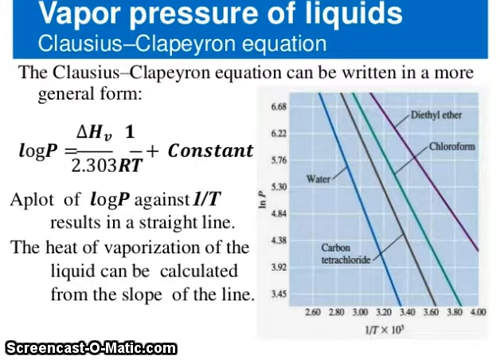 Vapor pressure of liquids
Clausius–Clapeyron equation
The Clausius–Clapeyron equation can be written in a more
general form:
logP = ΔHᵥ/2.303R 1/T + Constant
Aplot of logP against 1/T
results in a straight line.
The heat of vaporization of the
liquid can be calculated
from the slope of the line.
6.68
6.22
5.76
5.30
4.84
4.38
3.92
3.45
ln P
Diethyl ether
Chloroform
Water
Carbon
tetrachloride
2.60 2.80 3.00 3.20 3.40 3.60 3.80 4.00
1/T × 10³
Screencast-O-Matic.com